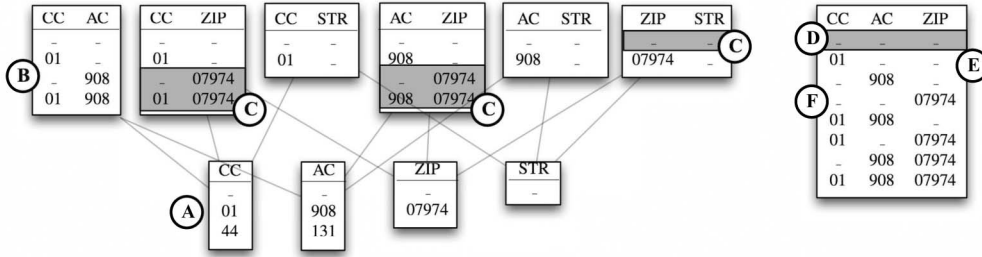 CC AC
_ _
01 _
_ 908
01 908
B
CC ZIP
_ _
01 _
_ 07974
01 07974
C
CC STR
_ _
01 _
AC ZIP
_ _
908 _
_ 07974
908 07974
C
AC STR
_ _
908 _
ZIP STR
_ _
07974 _
C
CC AC ZIP
D
_ _ _
01 _ _
E
_ 908 _
F
_ _ 07974
01 908 _
01 _ 07974
_ 908 07974
01 908 07974
A
CC
_
01
44
AC
_
908
131
ZIP
_
07974
STR
_